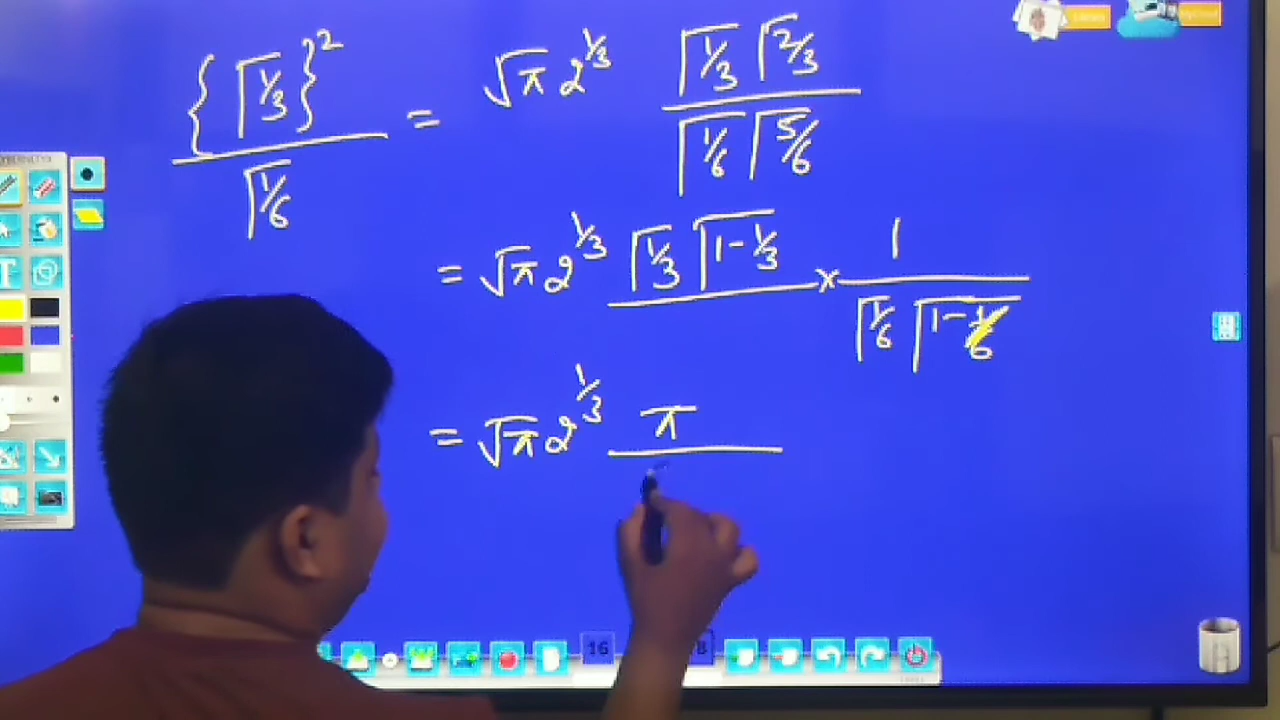 {Γ1/3}² / Γ1/6 = √π 2^1/3 Γ1/3 Γ2/3 / Γ1/6 Γ5/6
= √π 2^1/3 Γ1/3 Γ1-1/3 × 1 / Γ1/6 Γ1-1/6
= √π 2^1/3 π
16